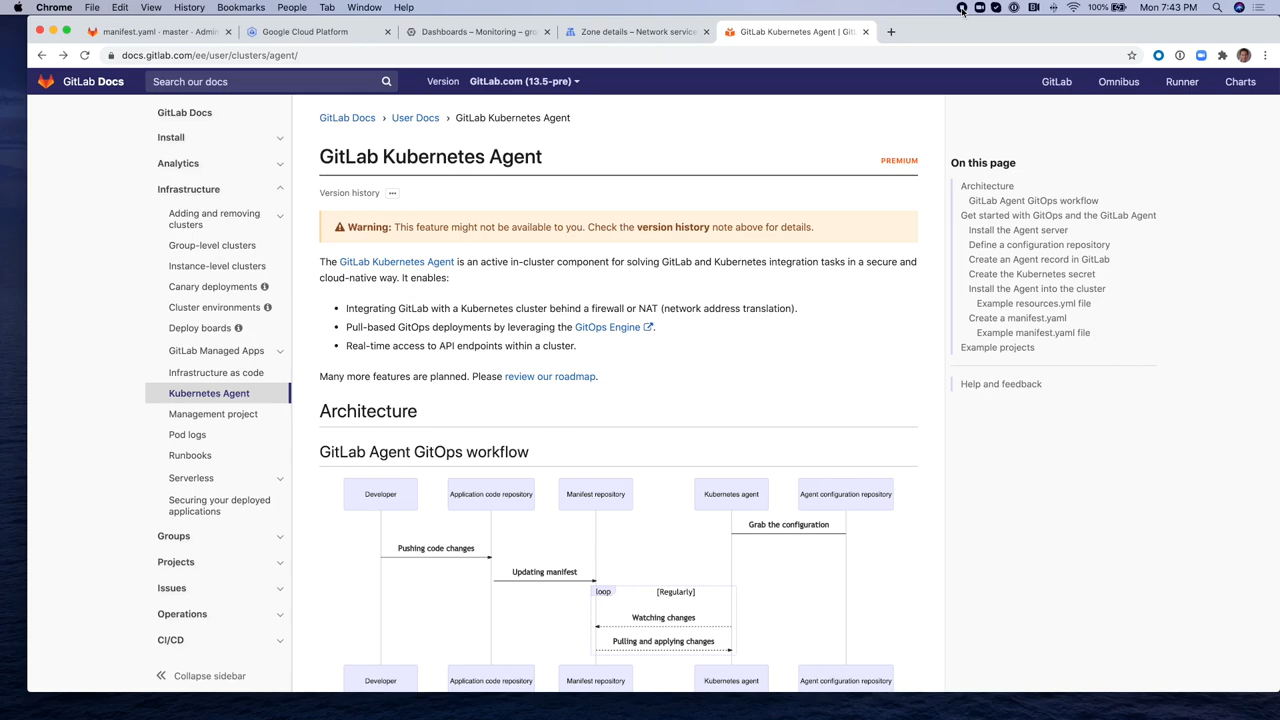 Chrome File Edit View History Bookmarks People Tab Window Help 100% Mon 7:43 PM
manifest.yaml · master · Admin Google Cloud Platform Dashboards – Monitoring – gro Zone details – Network service GitLab Kubernetes Agent | GitL
docs.gitlab.com/ee/user/clusters/agent/
GitLab Docs Search our docs Version GitLab.com (13.5-pre) GitLab Omnibus Runner Charts
GitLab Docs
Install
Analytics
Infrastructure
Adding and removing
clusters
Group-level clusters
Instance-level clusters
Canary deployments
Cluster environments
Deploy boards
GitLab Managed Apps
Infrastructure as code
Kubernetes Agent
Management project
Pod logs
Runbooks
Serverless
Securing your deployed
applications
Groups
Projects
Issues
Operations
CI/CD
Collapse sidebar
GitLab Docs › User Docs › GitLab Kubernetes Agent
GitLab Kubernetes Agent
PREMIUM
Version history ...
Warning: This feature might not be available to you. Check the version history note above for details.
The GitLab Kubernetes Agent is an active in-cluster component for solving GitLab and Kubernetes integration tasks in a secure and
cloud-native way. It enables:
• Integrating GitLab with a Kubernetes cluster behind a firewall or NAT (network address translation).
• Pull-based GitOps deployments by leveraging the GitOps Engine.
• Real-time access to API endpoints within a cluster.
Many more features are planned. Please review our roadmap.
Architecture
GitLab Agent GitOps workflow
Developer Application code repository Manifest repository Kubernetes agent Agent configuration repository
Grab the configuration
Pushing code changes
Updating manifest
loop [Regularly]
Watching changes
Pulling and applying changes
Developer Application code repository Manifest repository Kubernetes agent Agent configuration repository
On this page
Architecture
GitLab Agent GitOps workflow
Get started with GitOps and the GitLab Agent
Install the Agent server
Define a configuration repository
Create an Agent record in GitLab
Create the Kubernetes secret
Install the Agent into the cluster
Example resources.yml file
Create a manifest.yaml
Example manifest.yaml file
Example projects
Help and feedback